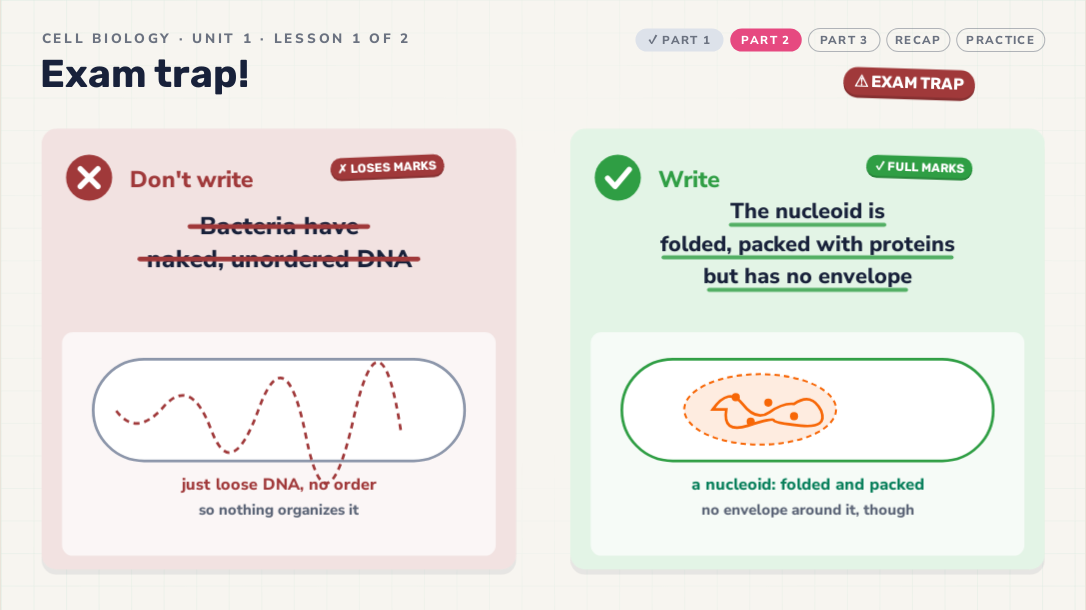 CELL BIOLOGY · UNIT 1 · LESSON 1 OF 2
✓ PART 1
PART 2
PART 3
RECAP
PRACTICE
Exam trap!
⚠ EXAM TRAP
Don't write
✗ LOSES MARKS
Bacteria have
naked, unordered DNA
just loose DNA, no order
so nothing organizes it
Write
✓ FULL MARKS
The nucleoid is
folded, packed with proteins
but has no envelope
a nucleoid: folded and packed
no envelope around it, though